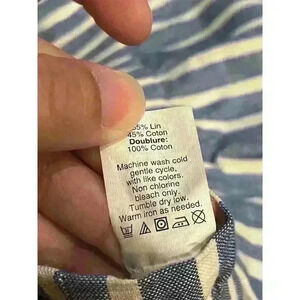 55% Lin
45% Coton
Doublure:
100% Coton
Machine wash cold
gentle cycle,
with like colors.
Non chlorine
bleach only.
Tumble dry low.
Warm iron as needed.